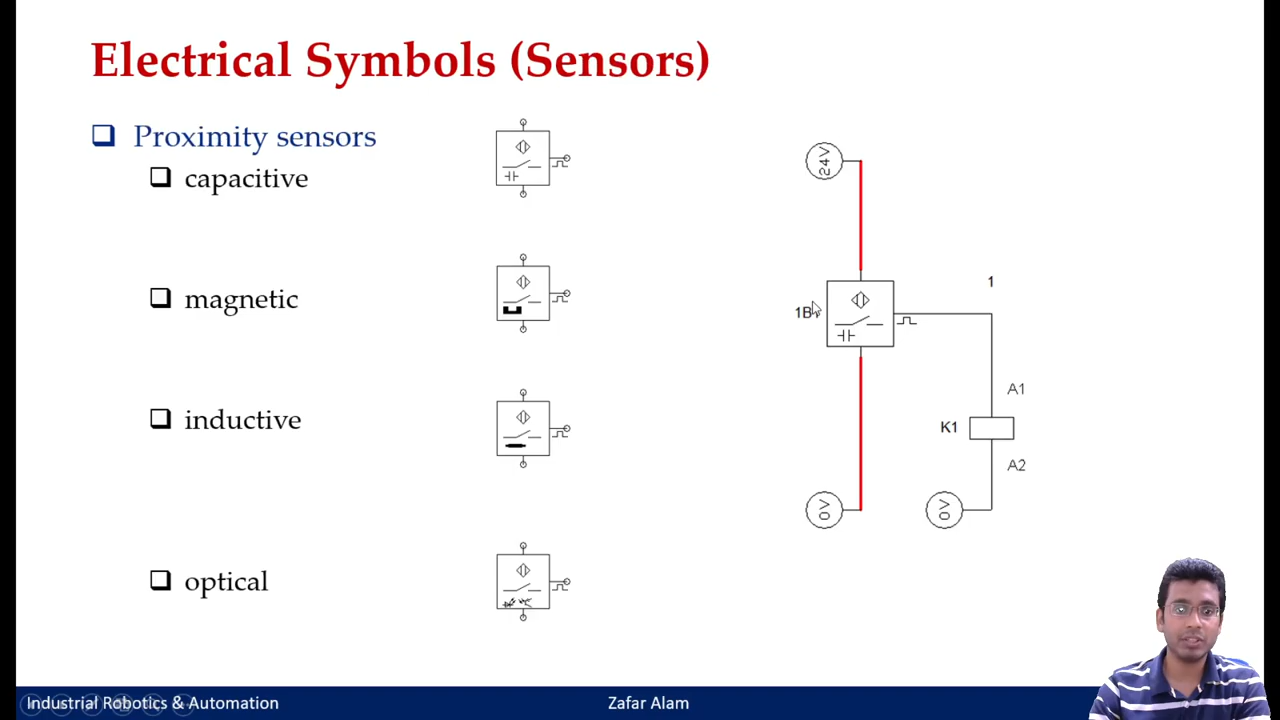 Electrical Symbols (Sensors)
Proximity sensors
capacitive
magnetic
inductive
optical
24V
1B
1
A1
K1
A2
0V
0V
Industrial Robotics & Automation
Zafar Alam